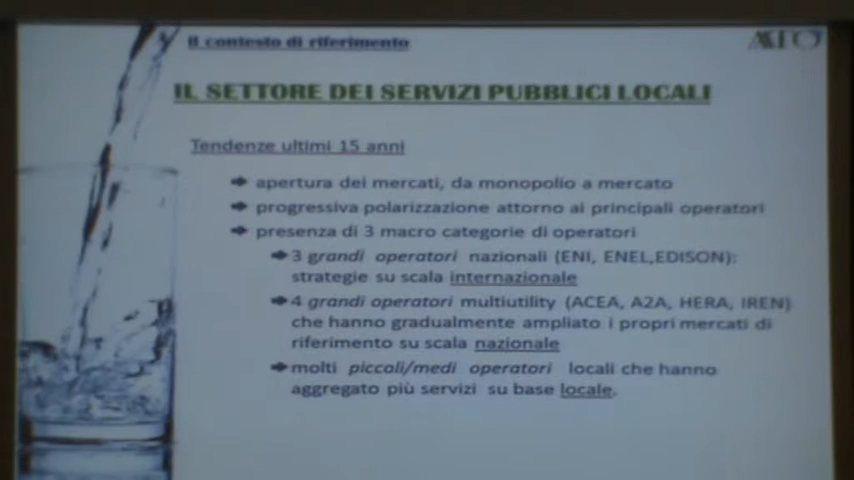 Il contesto di riferimento
IL SETTORE DEI SERVIZI PUBBLICI LOCALI
Tendenze ultimi 15 anni
apertura dei mercati, da monopolio a mercato
progressiva polarizzazione attorno ai principali operatori
presenza di 3 macro categorie di operatori
3 grandi operatori nazionali (ENI, ENEL,EDISON):
strategie su scala internazionale
4 grandi operatori multiutility (ACEA, A2A, HERA, IREN)
che hanno gradualmente ampliato i propri mercati di
riferimento su scala nazionale
molti piccoli/medi operatori locali che hanno
aggregato più servizi su base locale.